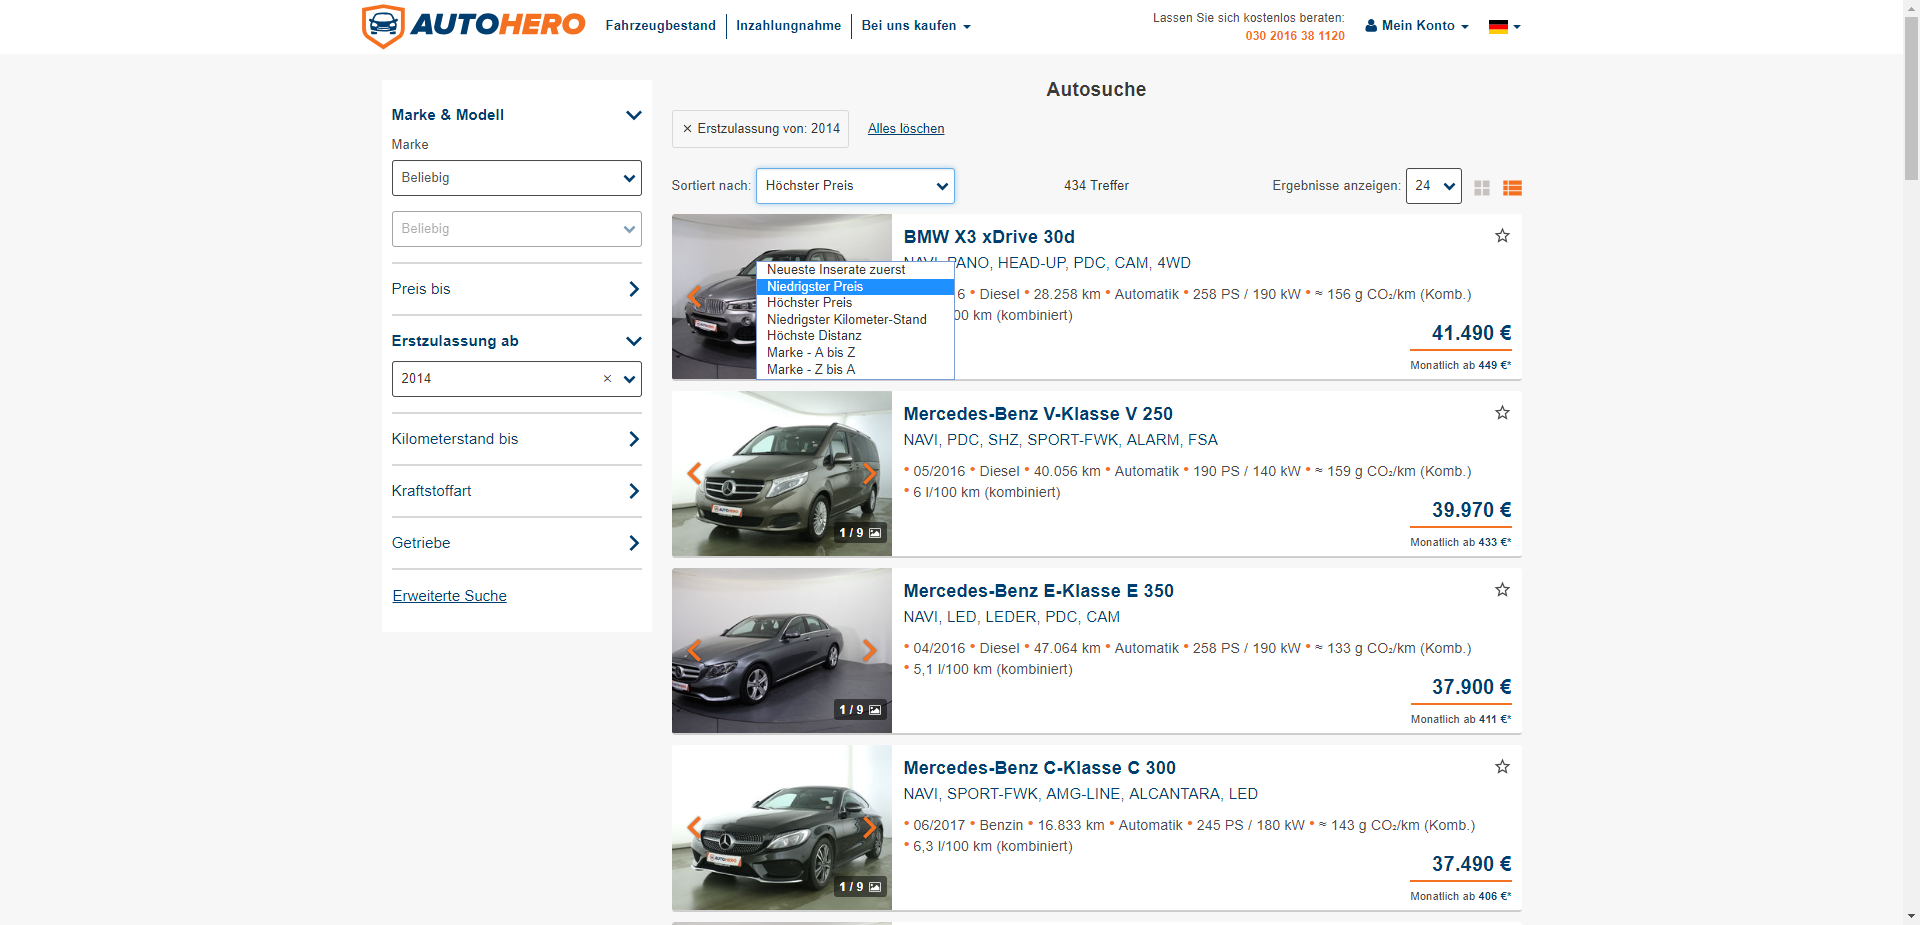 AUTOHERO
Fahrzeugbestand
Inzahlungnahme
Bei uns kaufen
Lassen Sie sich kostenlos beraten:
030 2016 38 1120
Mein Konto
Marke & Modell
Marke
Beliebig
Beliebig
Preis bis
Erstzulassung ab
2014 ×
Kilometerstand bis
Kraftstoffart
Getriebe
Erweiterte Suche
Autosuche
× Erstzulassung von: 2014
Alles löschen
Sortiert nach: Höchster Preis
434 Treffer
Ergebnisse anzeigen: 24
Neueste Inserate zuerst
Niedrigster Preis
Höchster Preis
Niedrigster Kilometer-Stand
Höchste Distanz
Marke - A bis Z
Marke - Z bis A
BMW X3 xDrive 30d
PANO, HEAD-UP, PDC, CAM, 4WD
6 • Diesel • 28.258 km • Automatik • 258 PS / 190 kW • ≈ 156 g CO₂/km (Komb.)
00 km (kombiniert)
41.490 €
Monatlich ab 449 €*
Mercedes-Benz V-Klasse V 250
NAVI, PDC, SHZ, SPORT-FWK, ALARM, FSA
• 05/2016 • Diesel • 40.056 km • Automatik • 190 PS / 140 kW • ≈ 159 g CO₂/km (Komb.)
• 6 l/100 km (kombiniert)
39.970 €
Monatlich ab 433 €*
AUTOHERO
1 / 9
Mercedes-Benz E-Klasse E 350
NAVI, LED, LEDER, PDC, CAM
• 04/2016 • Diesel • 47.064 km • Automatik • 258 PS / 190 kW • ≈ 133 g CO₂/km (Komb.)
• 5,1 l/100 km (kombiniert)
37.900 €
Monatlich ab 411 €*
1 / 9
Mercedes-Benz C-Klasse C 300
NAVI, SPORT-FWK, AMG-LINE, ALCANTARA, LED
• 06/2017 • Benzin • 16.833 km • Automatik • 245 PS / 180 kW • ≈ 143 g CO₂/km (Komb.)
• 6,3 l/100 km (kombiniert)
37.490 €
Monatlich ab 406 €*
AUTOHERO
1 / 9